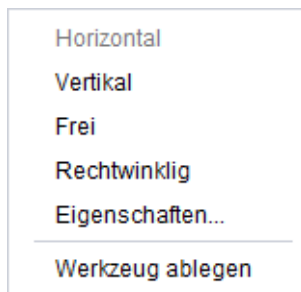 Horizontal
Vertikal
Frei
Rechtwinklig
Eigenschaften...
Werkzeug ablegen